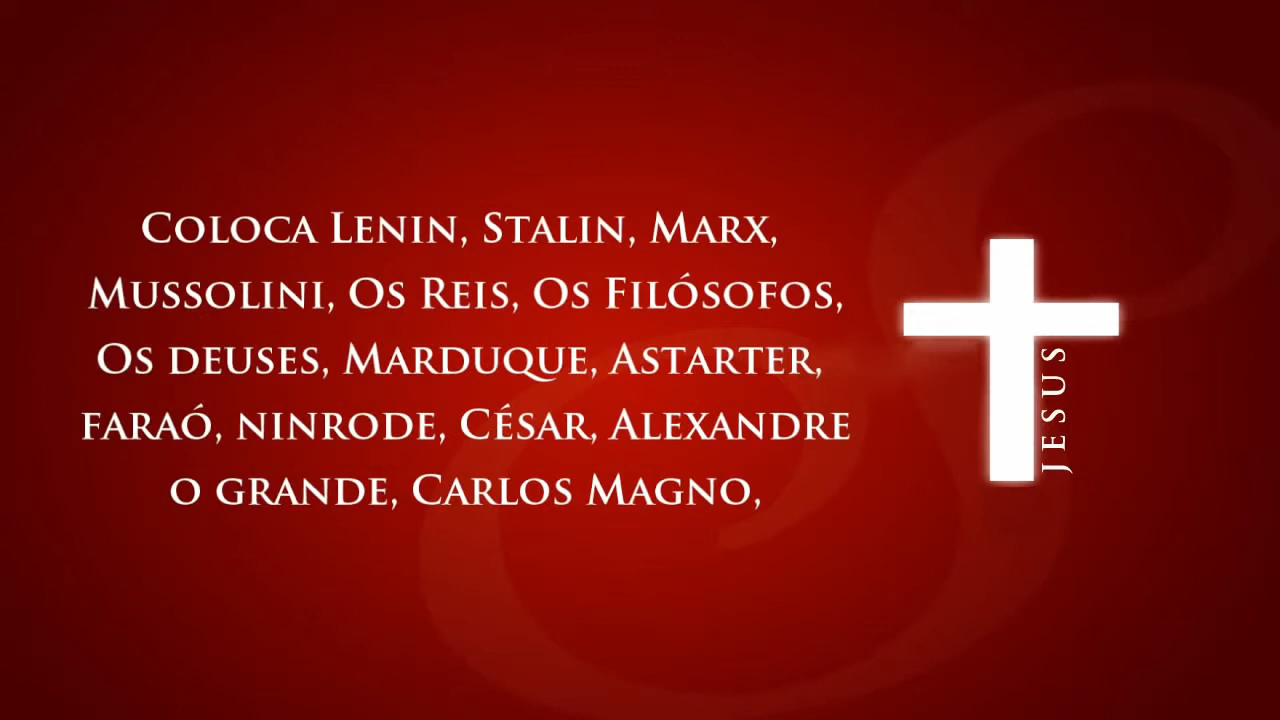 Coloca Lenin, Stalin, Marx,
Mussolini, Os Reis, Os Filósofos,
Os deuses, Marduque, Astarter,
faraó, ninrode, César, Alexandre
o grande, Carlos Magno,
JESUS